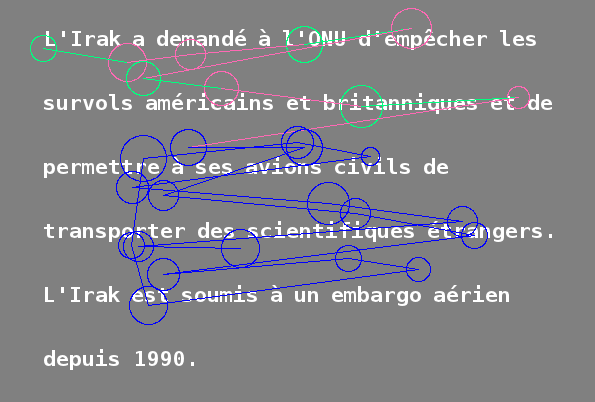 L'Irak a demandé à l'ONU d'empêcher les
survols américains et britanniques et de
permettre à ses avions civils de
transporter des scientifiques étrangers.
L'Irak est soumis à un embargo aérien
depuis 1990.